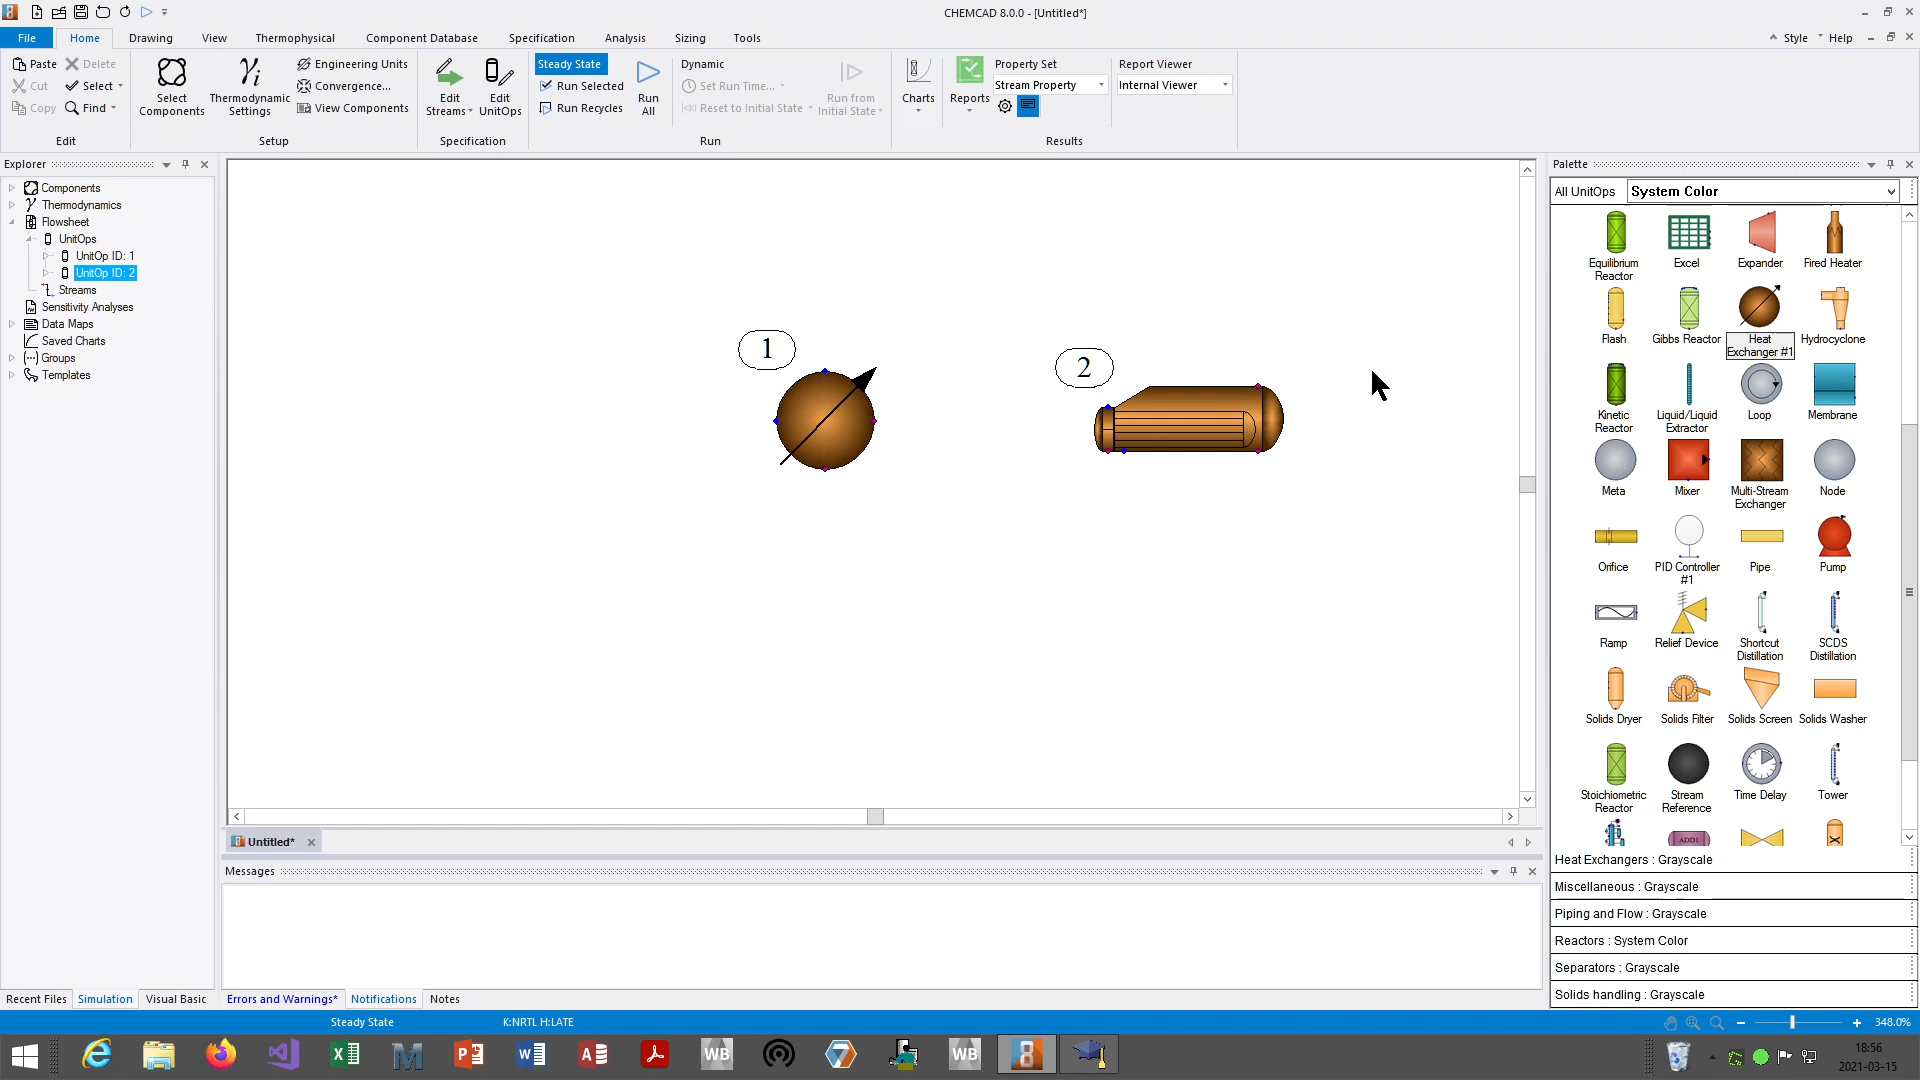 CHEMCAD 8.0.0 - [Untitled*]
File Home Drawing View Thermophysical Component Database Specification Analysis Sizing Tools Style Help
Paste Delete
Cut Select
Copy Find
Edit
Select Components
Thermodynamic Settings
Engineering Units
Convergence...
View Components
Setup
Edit Streams
Edit UnitOps
Specification
Steady State
Run Selected
Run Recycles
Run All
Dynamic
Set Run Time...
Reset to Initial State
Run from Initial State
Run
Charts
Reports
Property Set
Stream Property
Report Viewer
Internal Viewer
Results
Explorer
Components
Thermodynamics
Flowsheet
UnitOps
UnitOp ID: 1
UnitOp ID: 2
Streams
Sensitivity Analyses
Data Maps
Saved Charts
Groups
Templates
Recent Files Simulation Visual Basic
1
2
Untitled*
Messages
Errors and Warnings* Notifications Notes
Palette
All UnitOps System Color
Equilibrium Reactor
Excel
Expander
Fired Heater
Flash
Gibbs Reactor
Heat Exchanger #1
Hydrocyclone
Kinetic Reactor
Liquid/Liquid Extractor
Loop
Membrane
Meta
Mixer
Multi-Stream Exchanger
Node
Orifice
PID Controller #1
Pipe
Pump
Ramp
Relief Device
Shortcut Distillation
SCDS Distillation
Solids Dryer
Solids Filter
Solids Screen
Solids Washer
Stoichiometric Reactor
Stream Reference
Time Delay
Tower
ADD1
Heat Exchangers : Grayscale
Miscellaneous : Grayscale
Piping and Flow : Grayscale
Reactors : System Color
Separators : Grayscale
Solids handling : Grayscale
Steady State K:NRTL H:LATE 348.0%
WB
WB
18:56
2021-03-15